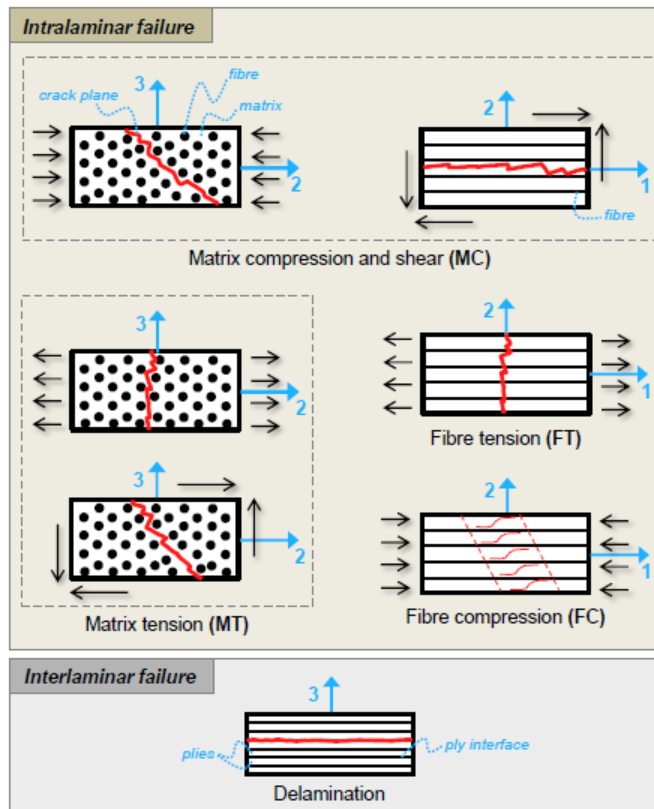 Intralaminar failure
3
fibre
crack plane
matrix
2
2
1
fibre
Matrix compression and shear (MC)
3
2
2
1
Fibre tension (FT)
3
2
Matrix tension (MT)
2
1
Fibre compression (FC)
Interlaminar failure
3
plies
ply interface
Delamination